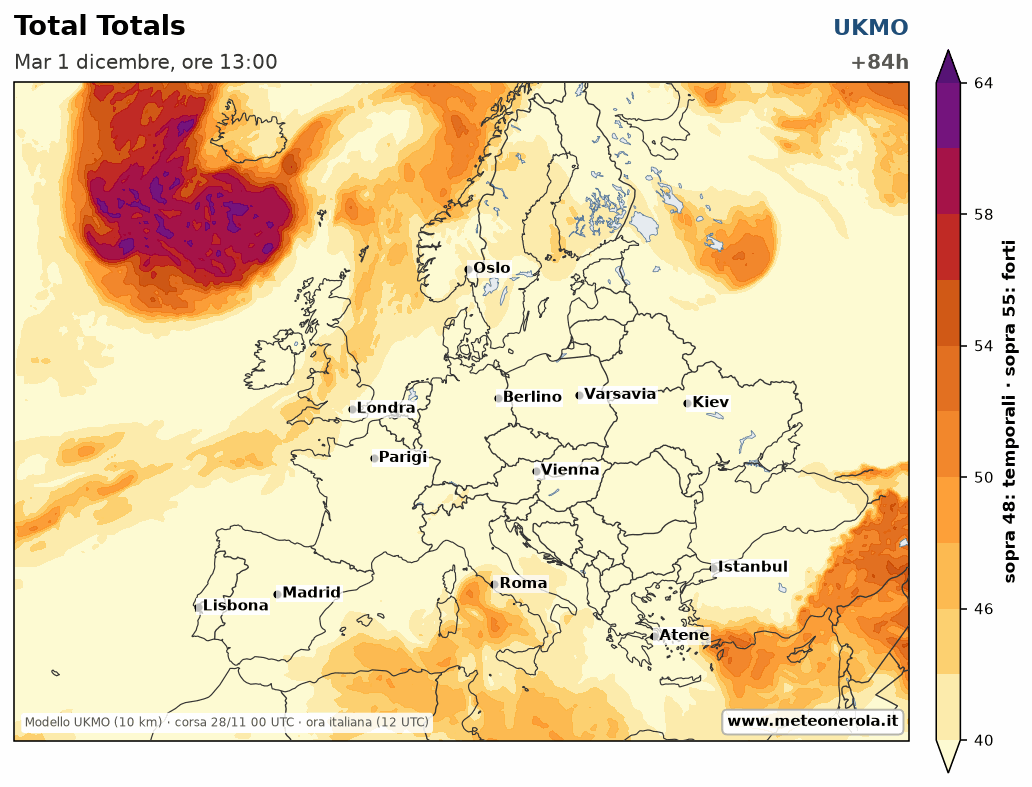 Total Totals
UKMO
Mar 1 dicembre, ore 13:00
+84h
64
58
54
50
46
40
sopra 48: temporali · sopra 55: forti
Oslo
Berlino
Varsavia
Kiev
Londra
Parigi
Vienna
Istanbul
Roma
Madrid
Lisbona
Atene
Modello UKMO (10 km) · corsa 28/11 00 UTC · ora italiana (12 UTC)
www.meteonerola.it